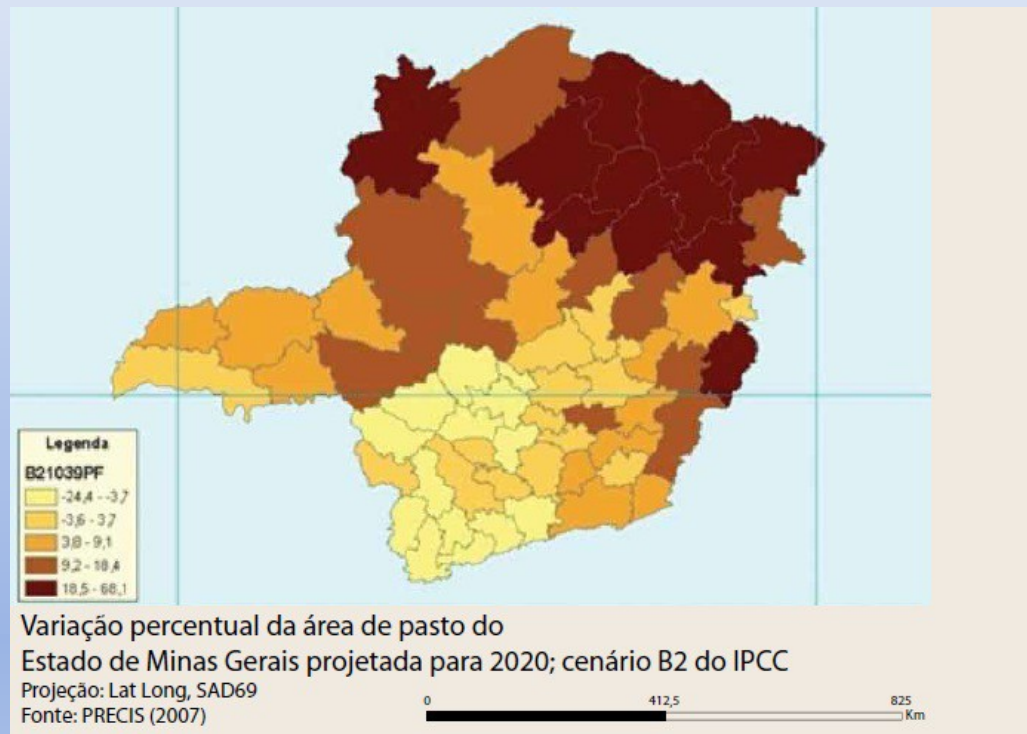 Legenda
B21039PF
-24,4 - -3,7
-3,6 - 3,7
3,8 - 9,1
9,2 - 18,4
18,5 - 68,1
Variação percentual da área de pasto do
Estado de Minas Gerais projetada para 2020; cenário B2 do IPCC
Projeção: Lat Long, SAD69
Fonte: PRECIS (2007)
0 412,5 825
Km